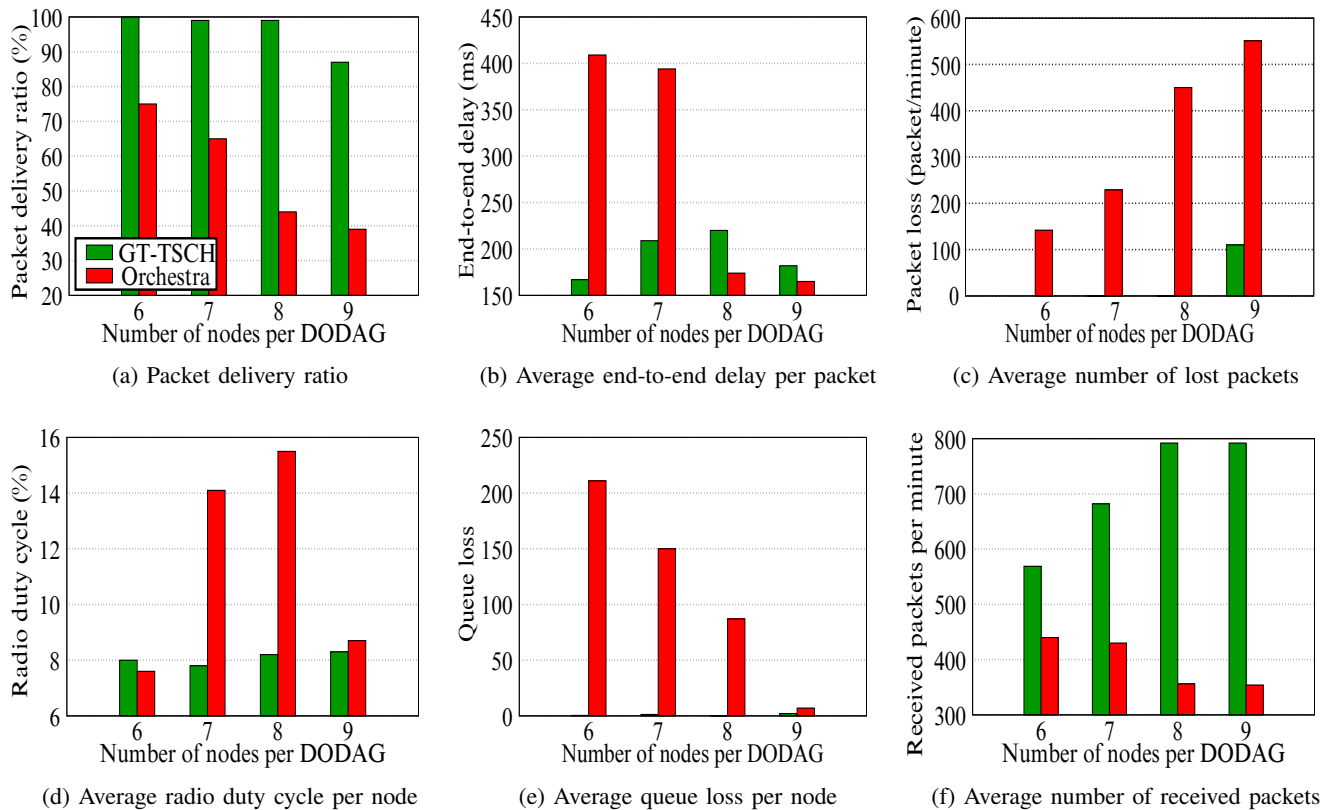 Packet delivery ratio (%)
100
90
80
70
60
50
40
30
20
GT-TSCH
Orchestra
6 7 8 9
Number of nodes per DODAG
(a) Packet delivery ratio
End-to-end delay (ms)
450
400
350
300
250
200
150
6 7 8 9
Number of nodes per DODAG
(b) Average end-to-end delay per packet
Packet loss (packet/minute)
600
500
400
300
200
100
0
6 7 8 9
Number of nodes per DODAG
(c) Average number of lost packets
Radio duty cycle (%)
16
14
12
10
8
6
6 7 8 9
Number of nodes per DODAG
(d) Average radio duty cycle per node
Queue loss
250
200
150
100
50
0
6 7 8 9
Number of nodes per DODAG
(e) Average queue loss per node
Received packets per minute
800
700
600
500
400
300
6 7 8 9
Number of nodes per DODAG
(f) Average number of received packets